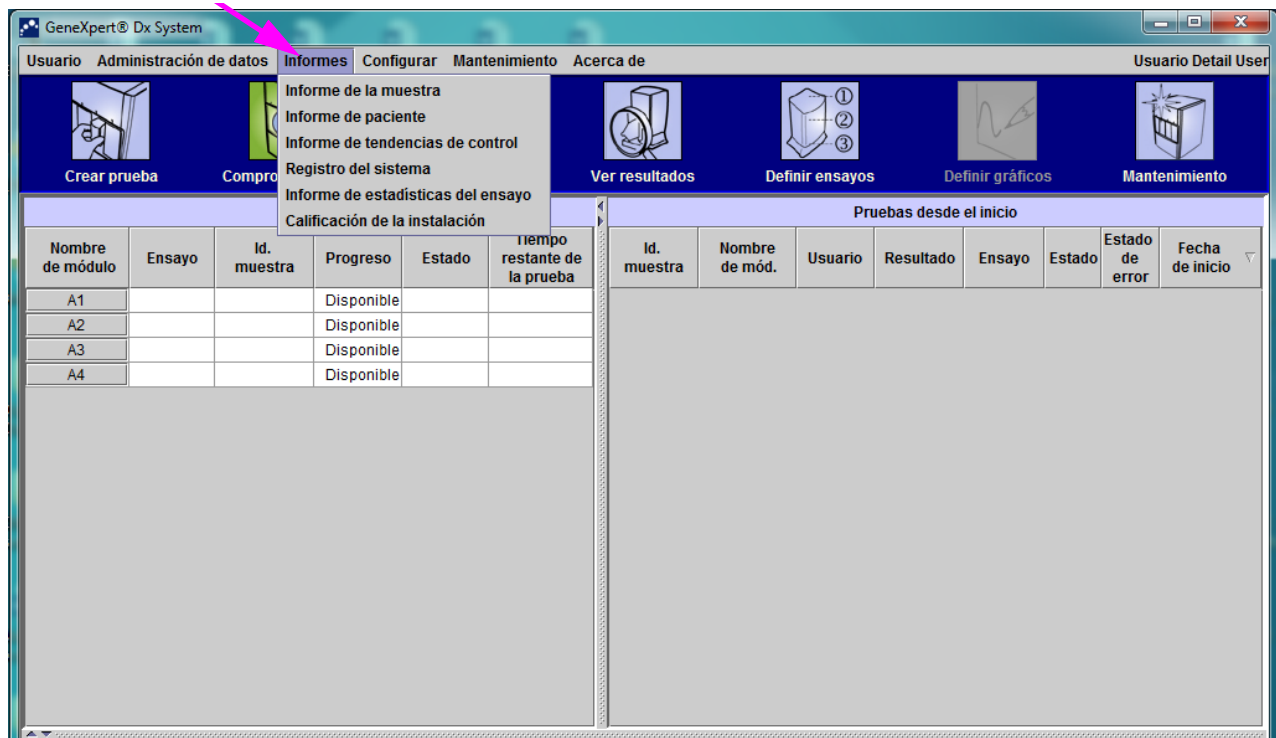 GeneXpert® Dx System
Usuario Administración de datos Informes Configurar Mantenimiento Acerca de Usuario Detail User
Informe de la muestra
Informe de paciente
Informe de tendencias de control
Registro del sistema
Informe de estadísticas del ensayo
Calificación de la instalación
① ② ③
Crear prueba Ver resultados Definir ensayos Definir gráficos Mantenimiento
Pruebas desde el inicio
Nombre de módulo Ensayo Id. muestra Progreso Estado Tiempo restante de la prueba
Id. muestra Nombre de mód. Usuario Resultado Ensayo Estado Estado de error Fecha de inicio
A1 Disponible
A2 Disponible
A3 Disponible
A4 Disponible